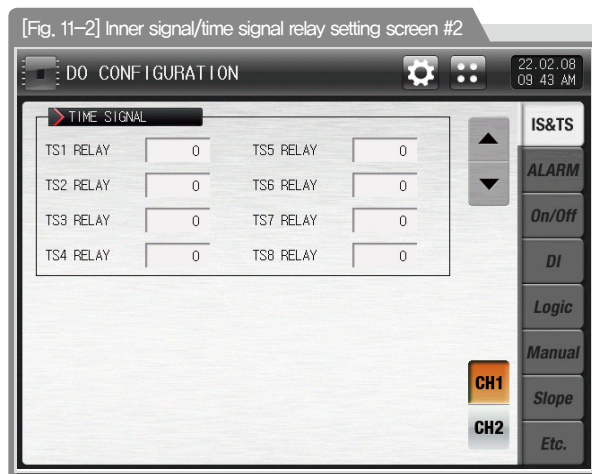 [Fig. 11-2] Inner signal/time signal relay setting screen #2
DO CONFIGURATION
22.02.08
09 43 AM
TIME SIGNAL
TS1 RELAY 0 TS5 RELAY 0
TS2 RELAY 0 TS6 RELAY 0
TS3 RELAY 0 TS7 RELAY 0
TS4 RELAY 0 TS8 RELAY 0
IS&TS
ALARM
On/Off
DI
Logic
Manual
Slope
Etc.
CH1
CH2